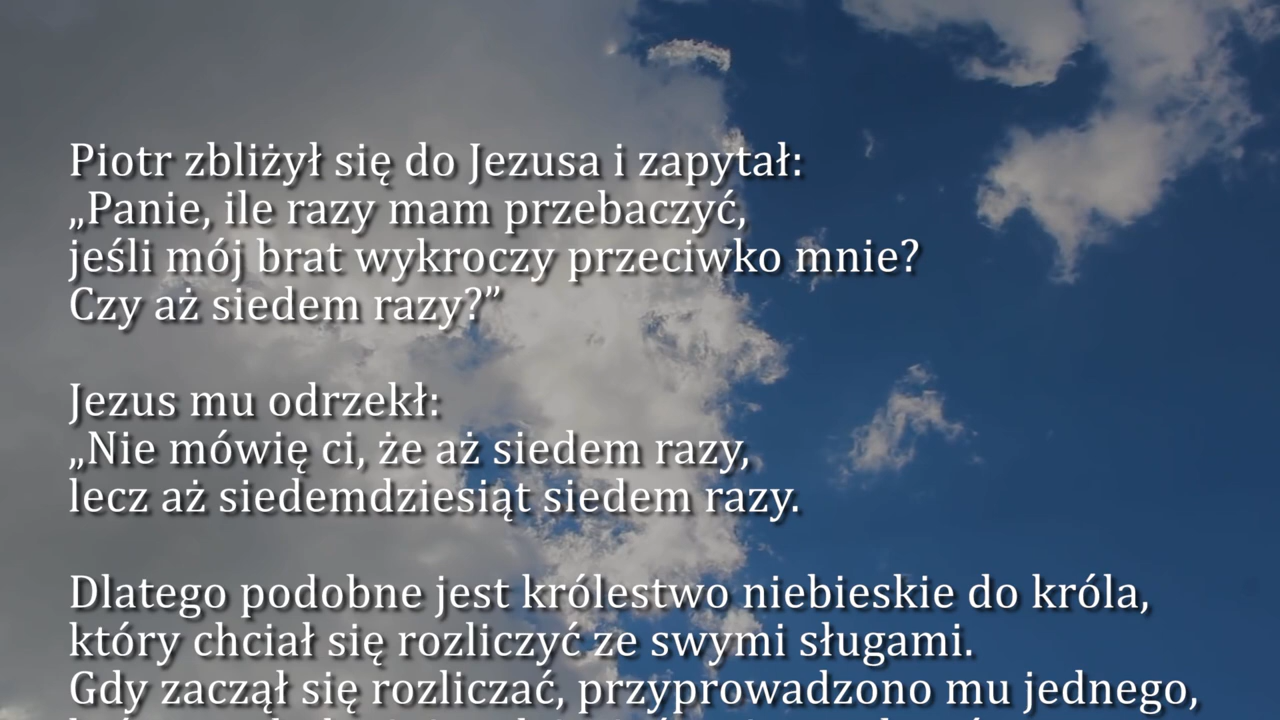 Piotr zbliżył się do Jezusa i zapytał:
„Panie, ile razy mam przebaczyć,
jeśli mój brat wykroczy przeciwko mnie?
Czy aż siedem razy?”
Jezus mu odrzekł:
„Nie mówię ci, że aż siedem razy,
lecz aż siedemdziesiąt siedem razy.
Dlatego podobne jest królestwo niebieskie do króla,
który chciał się rozliczyć ze swymi sługami.
Gdy zaczął się rozliczać, przyprowadzono mu jednego,